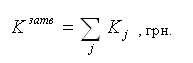 K^затв = ∑_j K_j , грн.